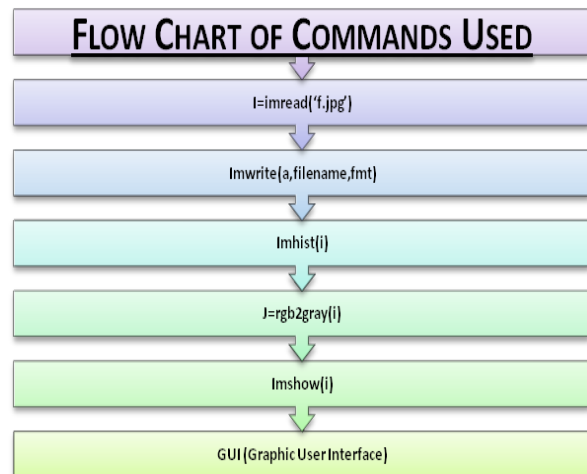 FLOW CHART OF COMMANDS USED
I=imread(‘f.jpg’)
Imwrite(a,filename,fmt)
Imhist(i)
J=rgb2gray(i)
Imshow(i)
GUI (Graphic User Interface)